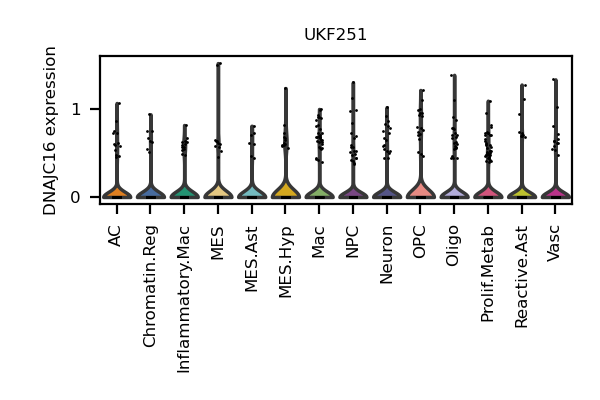 UKF251
DNAJC16 expression
1
0
AC
Chromatin.Reg
Inflammatory.Mac
MES
MES.Ast
MES.Hyp
Mac
NPC
Neuron
OPC
Oligo
Prolif.Metab
Reactive.Ast
Vasc